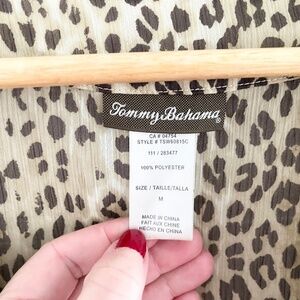 Tommy Bahama®
CA # 04754
STYLE # TSW60815C
111 / 283477
100% POLYESTER
SIZE / TAILLE/TALLA
M
MADE IN CHINA
FAIT AUX CHINE
HECHO EN CHINA